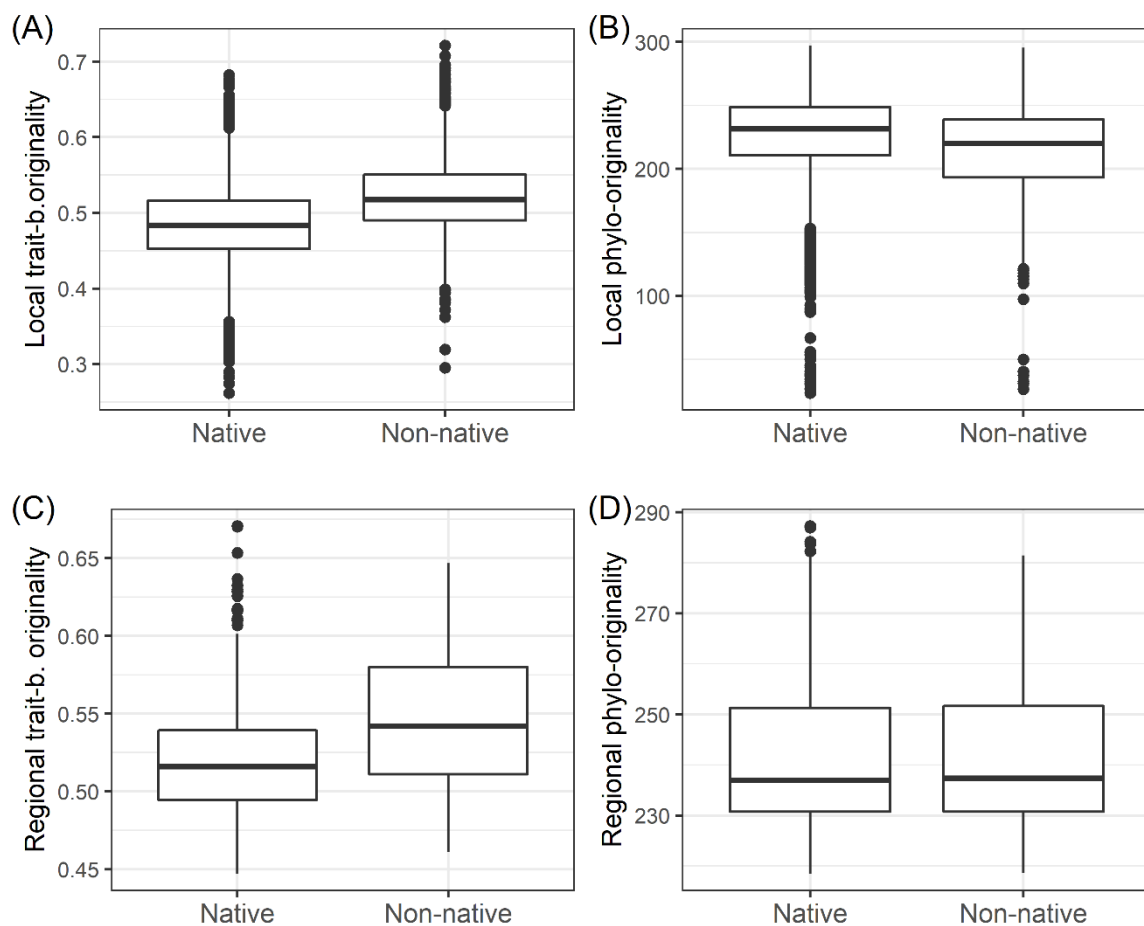 (A)
Local trait-b.originality
0.7
0.6
0.5
0.4
0.3
Native Non-native
(B)
Local phylo-originality
300
200
100
Native Non-native
(C)
Regional trait-b. originality
0.65
0.60
0.55
0.50
0.45
Native Non-native
(D)
Regional phylo-originality
290
270
250
230
Native Non-native